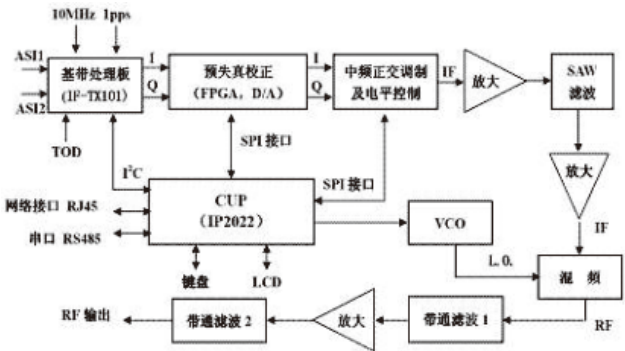 10MHz 1pps
ASI1
ASI2
基带处理板
(IF-TX101)
TOD
I
Q
预失真校正
(FPGA, D/A)
I
Q
中频正交调制
及电平控制
IF
放大
SAW
滤波
I²C
SPI 接口
SPI 接口
放大
网络接口 RJ45
串口 RS485
CUP
(IP2022)
VCO
IF
L.O.
混 频
键盘
LCD
RF 输出
带通滤波 2
放大
带通滤波 1
RF